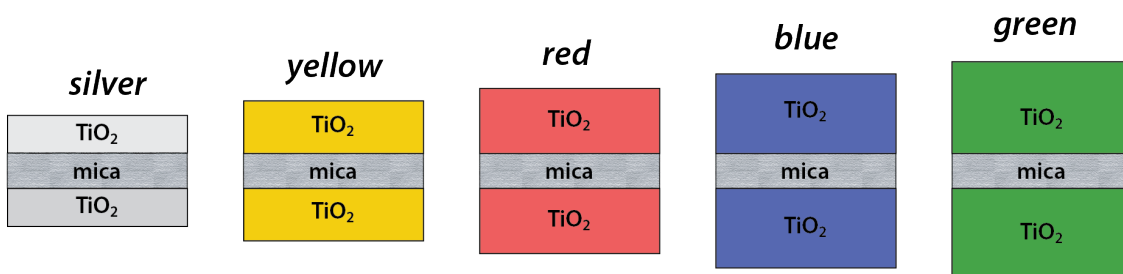 silver
yellow
red
blue
green
TiO₂
TiO₂
TiO₂
TiO₂
TiO₂
mica
mica
mica
mica
mica
TiO₂
TiO₂
TiO₂
TiO₂
TiO₂